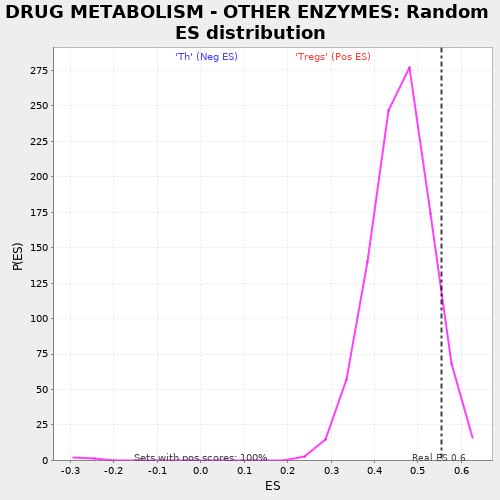 DRUG METABOLISM - OTHER ENZYMES: Random
ES distribution
'Th' (Neg ES)
'Tregs' (Pos ES)
P(ES)
275
250
225
200
175
150
125
100
75
50
25
0
Sets with pos scores: 100%
Real ES 0.6
-0.3 -0.2 -0.1 0.0 0.1 0.2 0.3 0.4 0.5 0.6
ES